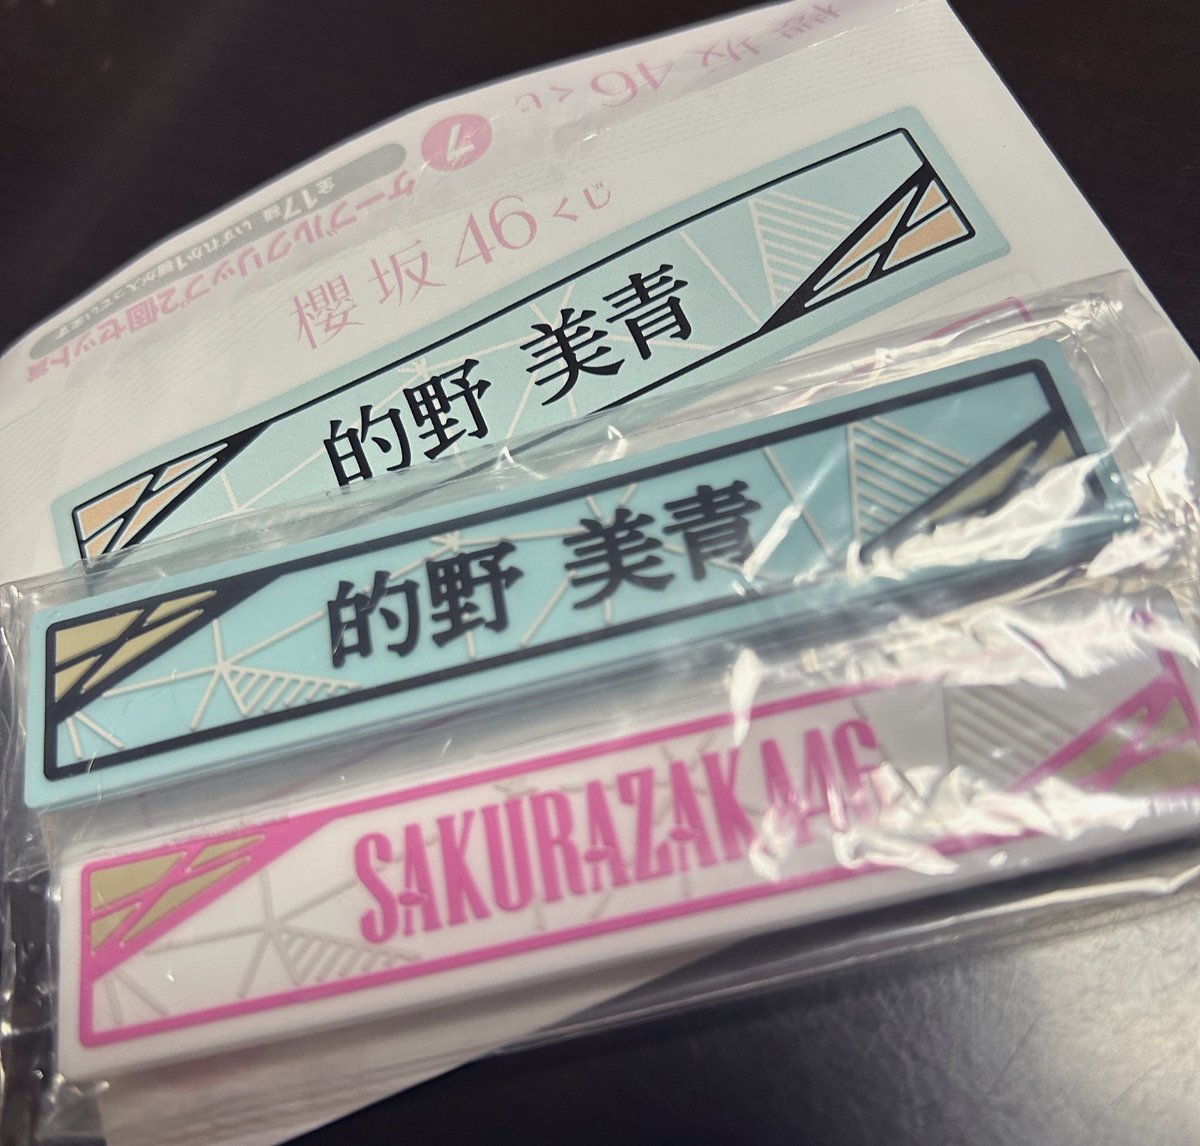 櫻坂46くじ
7
ケーブルクリップ2個セット賞
全17種 いずれか1種が入っています
櫻坂46くじ
的野 美青
的野 美青
SAKURAZAKA46